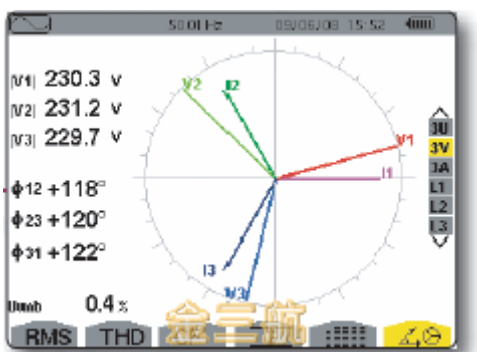 50.01 Hz 09/06/08 15:52
|V1| 230.3 v
|V2| 231.2 v
|V3| 229.7 v
ϕ12 +118°
ϕ23 +120°
ϕ31 +122°
Uunb 0.4 %
V2
I2
V1
I1
I3
V3
3U
3V
3A
L1
L2
L3
RMS THD
金三航